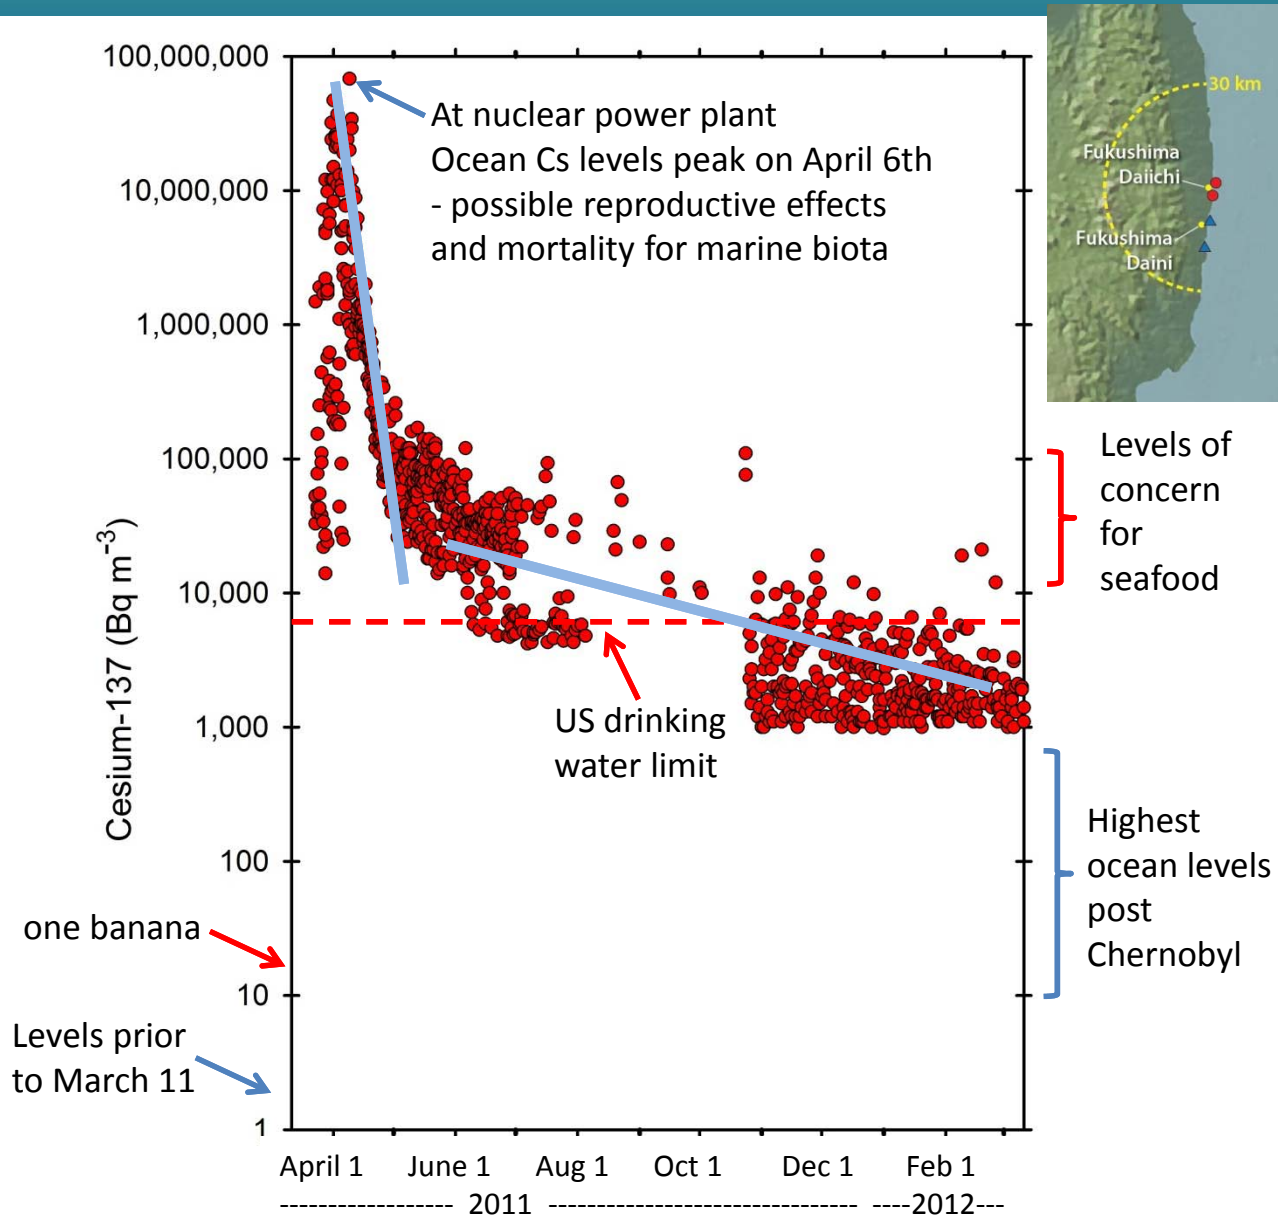 100,000,000
10,000,000
1,000,000
100,000
10,000
1,000
100
10
1
Cesium-137 (Bq m⁻³)
At nuclear power plant
Ocean Cs levels peak on April 6th
- possible reproductive effects
and mortality for marine biota
30 km
Fukushima
Daiichi
Fukushima
Daini
Levels of
concern
for
seafood
US drinking
water limit
Highest
ocean levels
post
Chernobyl
one banana
Levels prior
to March 11
April 1 June 1 Aug 1 Oct 1 Dec 1 Feb 1
------------------ 2011 -------------------------------- ----2012---